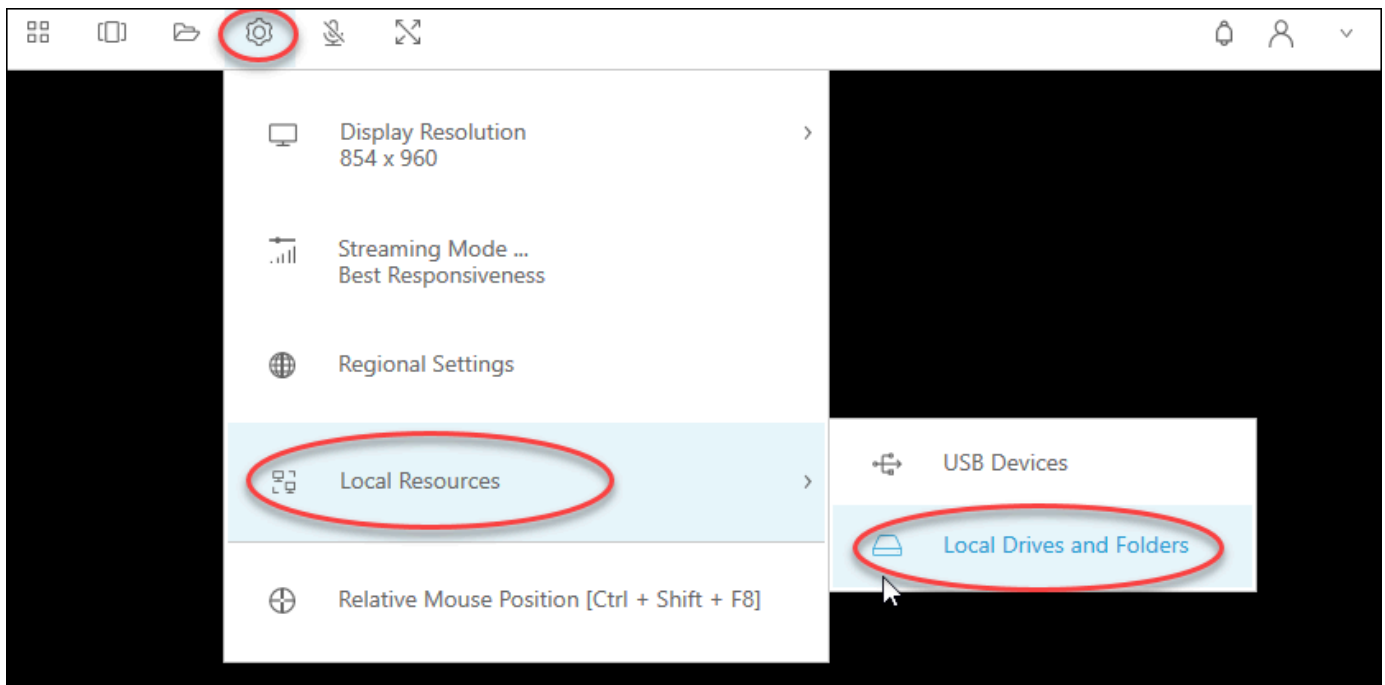 Display Resolution
854 x 960
Streaming Mode ...
Best Responsiveness
Regional Settings
Local Resources
USB Devices
Local Drives and Folders
Relative Mouse Position [Ctrl + Shift + F8]